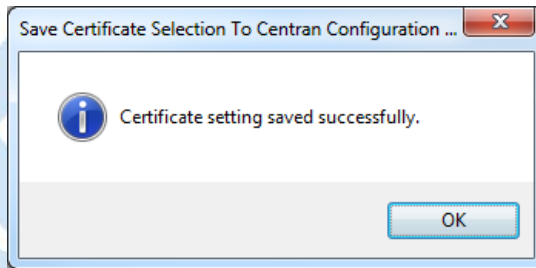 Save Certificate Selection To Centran Configuration ...
Certificate setting saved successfully.
OK